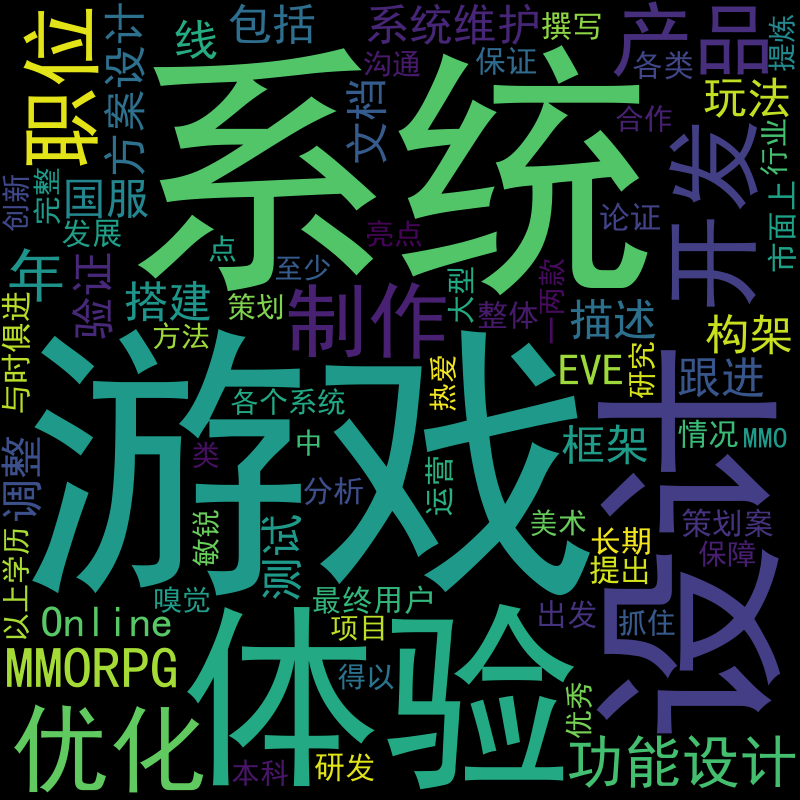 系统
游戏
体验
设计
职位
线
包括
系统维护
撰写
产品
提炼
方案设计
文档
沟通
保证
各类
玩法
合作
开发
行业
市面上
创新
完整
国服
发展
年
验证
搭建
点
策划
方法
至少
亮点
制作
大型
整体
一两款
论证
描述
构架
与时俱进
各个系统
热爱
EVE
研究
跟进
调整
类
中
分析
运营
框架
情况
MMO
敏锐
测试
美术
策划案
保障
长期
提出
以上学历
嗅觉
最终用户
出发
抓住
Online
项目
MMORPG
得以
优秀
优化
本科
研发
功能设计